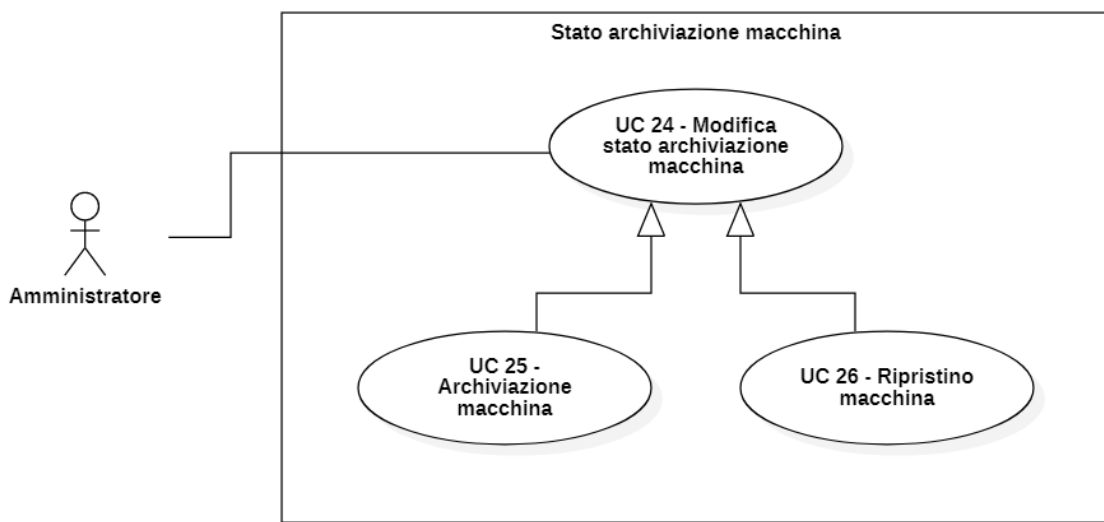 Stato archiviazione macchina
UC 24 - Modifica
stato archiviazione
macchina
Amministratore
UC 25 -
Archiviazione
macchina
UC 26 - Ripristino
macchina